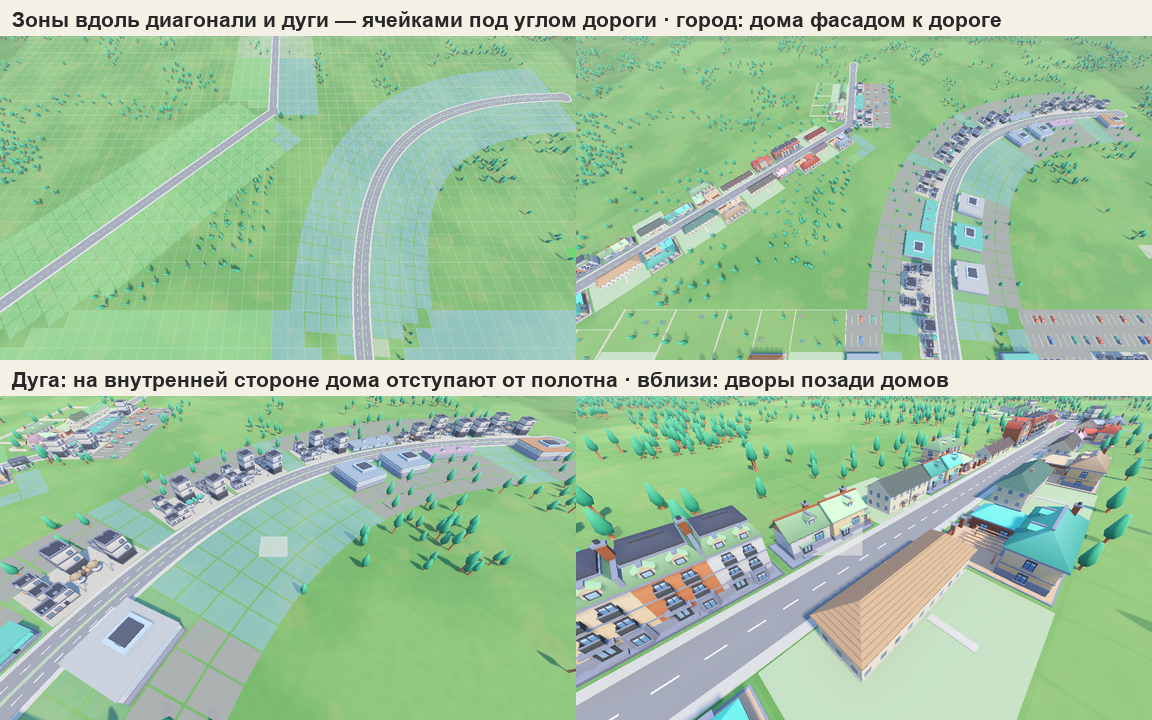 Зоны вдоль диагонали и дуги — ячейками под углом дороги · город: дома фасадом к дороге
Дуга: на внутренней стороне дома отступают от полотна · вблизи: дворы позади домов